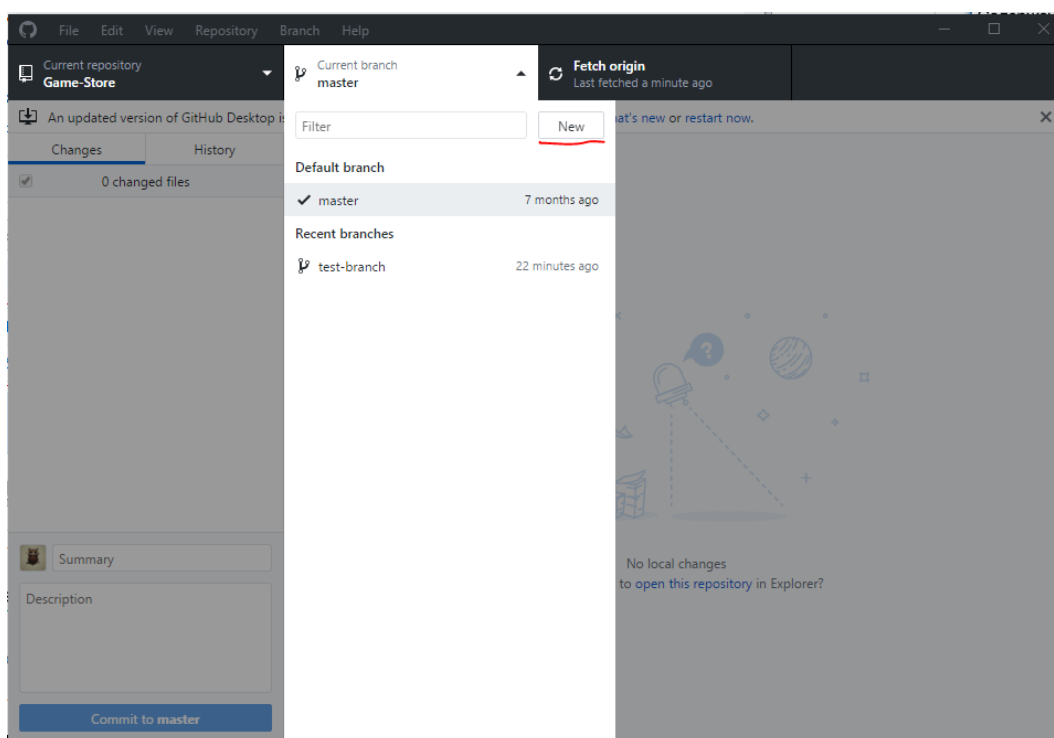 File Edit View Repository Branch Help
Current repository
Game-Store
Current branch
master
Fetch origin
Last fetched a minute ago
An updated version of GitHub Desktop is
at's new or restart now.
Filter
New
Changes
History
0 changed files
Default branch
master
7 months ago
Recent branches
test-branch
22 minutes ago
No local changes
to open this repository in Explorer?
Summary
Description
Commit to master